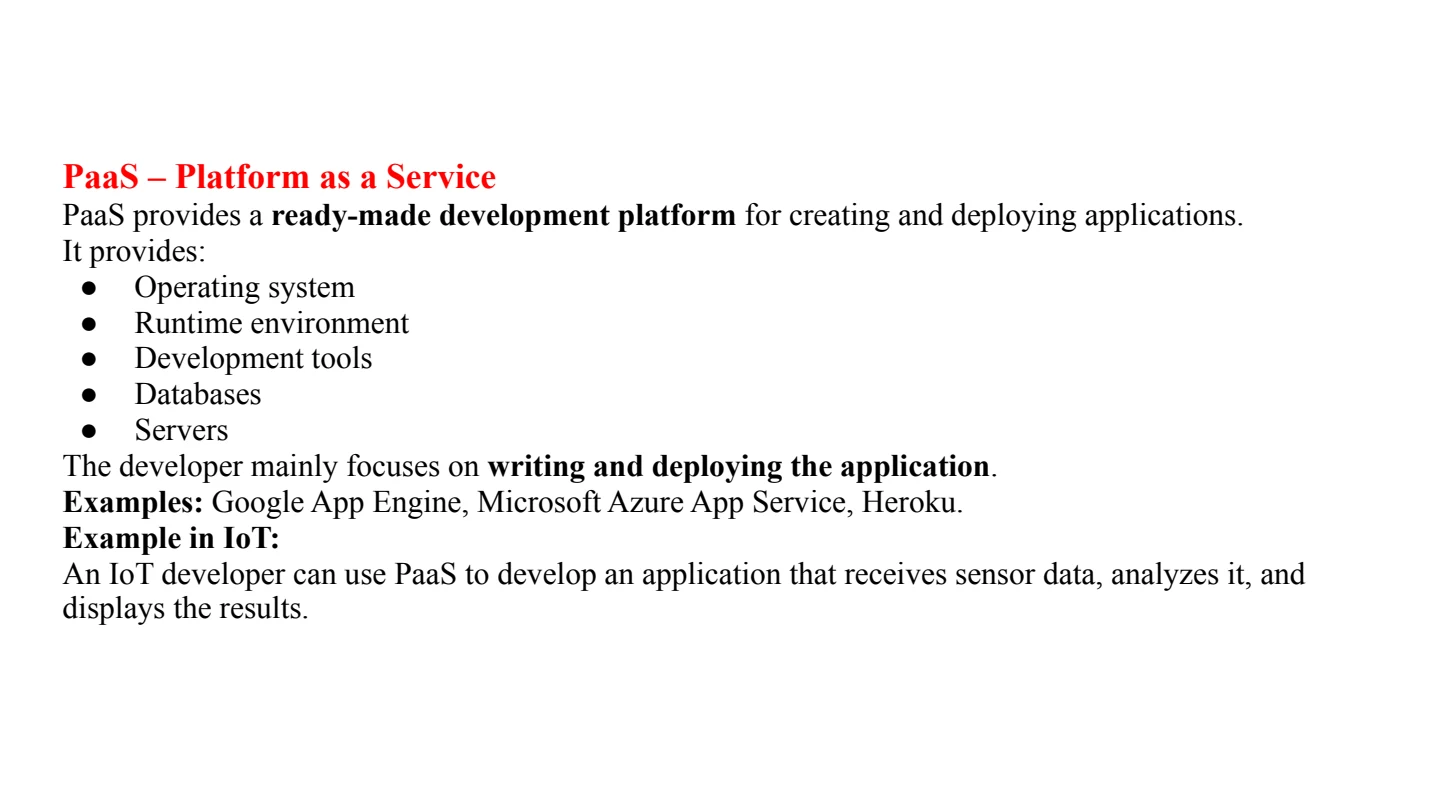 PaaS – Platform as a Service
PaaS provides a ready-made development platform for creating and deploying applications.
It provides:
● Operating system
● Runtime environment
● Development tools
● Databases
● Servers
The developer mainly focuses on writing and deploying the application.
Examples: Google App Engine, Microsoft Azure App Service, Heroku.
Example in IoT:
An IoT developer can use PaaS to develop an application that receives sensor data, analyzes it, and
displays the results.